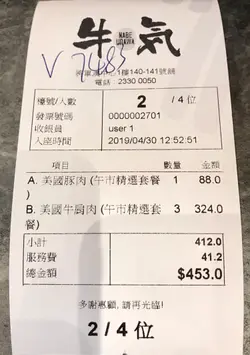 牛気
NABE
URAWA
V 7485
1樓140-141號舖
電話 : 2330 0050
檯號/人數 2 / 4 位
發票號碼 0000002701
收銀員 user 1
入座時間 2019/04/30 12:52:51
項目 數量 金額
A. 美國豚肉 (午市精選套餐 1 88.0
)
B. 美國牛肩肉 (午市精選套 3 324.0
餐)
小計 412.0
服務費 41.2
總金額 $453.0
多謝惠顧, 請再光臨!
2 / 4 位